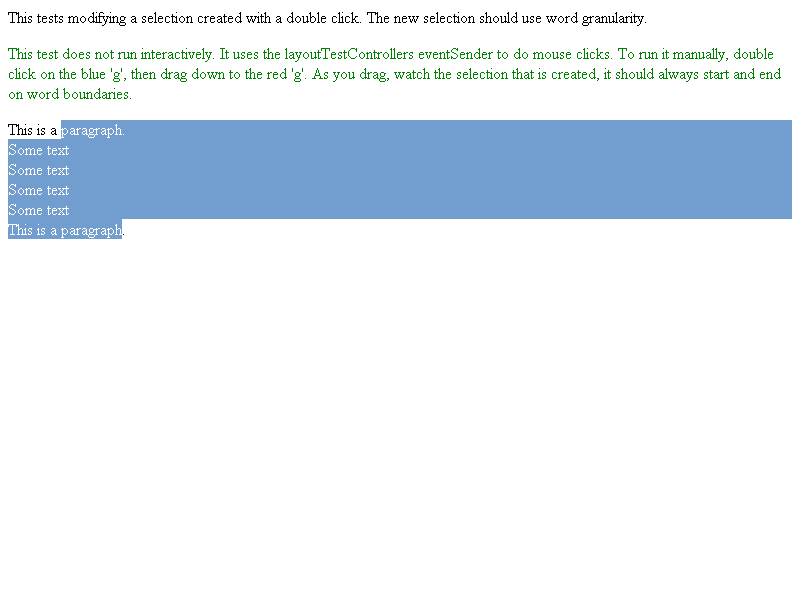 This tests modifying a selection created with a double click. The new selection should use word granularity.
This test does not run interactively. It uses the layoutTestControllers eventSender to do mouse clicks. To run it manually, double
click on the blue 'g', then drag down to the red 'g'. As you drag, watch the selection that is created, it should always start and end
on word boundaries.
This is a paragraph.
Some text
Some text
Some text
Some text
This is a paragraph.